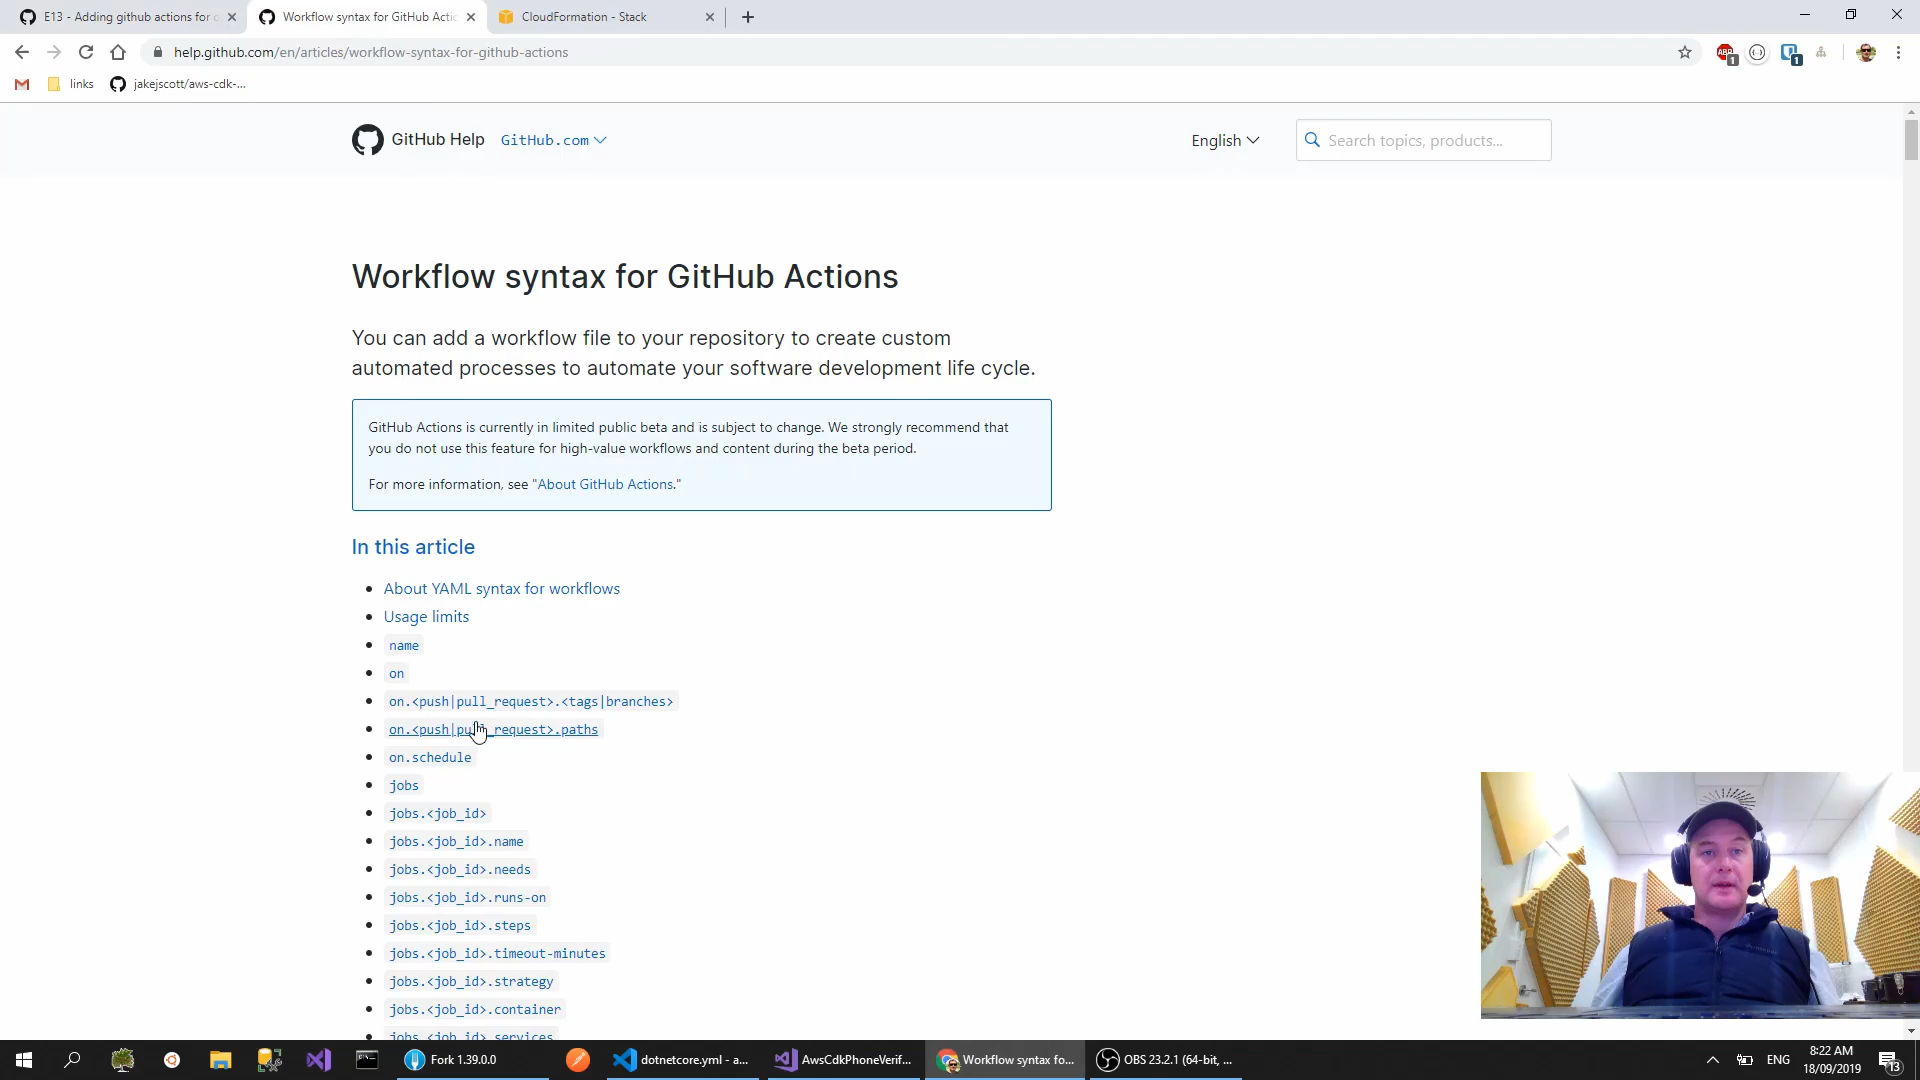 E13 - Adding github actions for
Workflow syntax for GitHub Actic
CloudFormation - Stack
help.github.com/en/articles/workflow-syntax-for-github-actions
ABP
1
1
links
jakejscott/aws-cdk-...
GitHub Help
GitHub.com
English
Search topics, products...
Workflow syntax for GitHub Actions
You can add a workflow file to your repository to create custom
automated processes to automate your software development life cycle.
GitHub Actions is currently in limited public beta and is subject to change. We strongly recommend that
you do not use this feature for high-value workflows and content during the beta period.
For more information, see "About GitHub Actions."
In this article
About YAML syntax for workflows
Usage limits
name
on
on.<push|pull_request>.<tags|branches>
on.<push|pull_request>.paths
on.schedule
jobs
jobs.<job_id>
jobs.<job_id>.name
jobs.<job_id>.needs
jobs.<job_id>.runs-on
jobs.<job_id>.steps
jobs.<job_id>.timeout-minutes
jobs.<job_id>.strategy
jobs.<job_id>.container
jobs.<job_id>.services
Fork 1.39.0.0
dotnetcore.yml - a...
AwsCdkPhoneVerif...
Workflow syntax fo...
OBS 23.2.1 (64-bit, ...
ENG
8:22 AM
18/09/2019
13